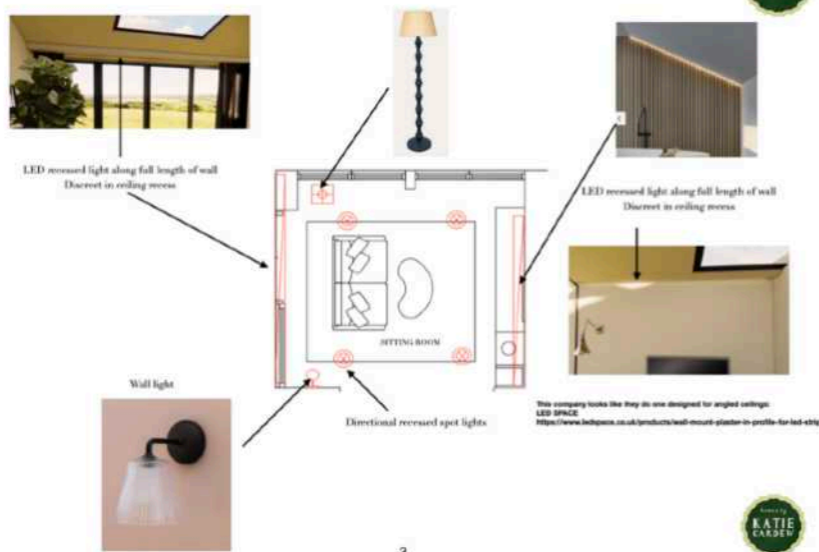 LED recessed light along full length of wall
Discreet in ceiling recess
LED recessed light along full length of wall
Discreet in ceiling recess
SITTING ROOM
Wall light
Directional recessed spot lights
This company looks like they do one designed for angled ceilings:
LED SPACE
https://www.ledspace.co.uk/products/wall-mount-plaster-in-profile-for-led-strip
KATIE
CARDEW
3